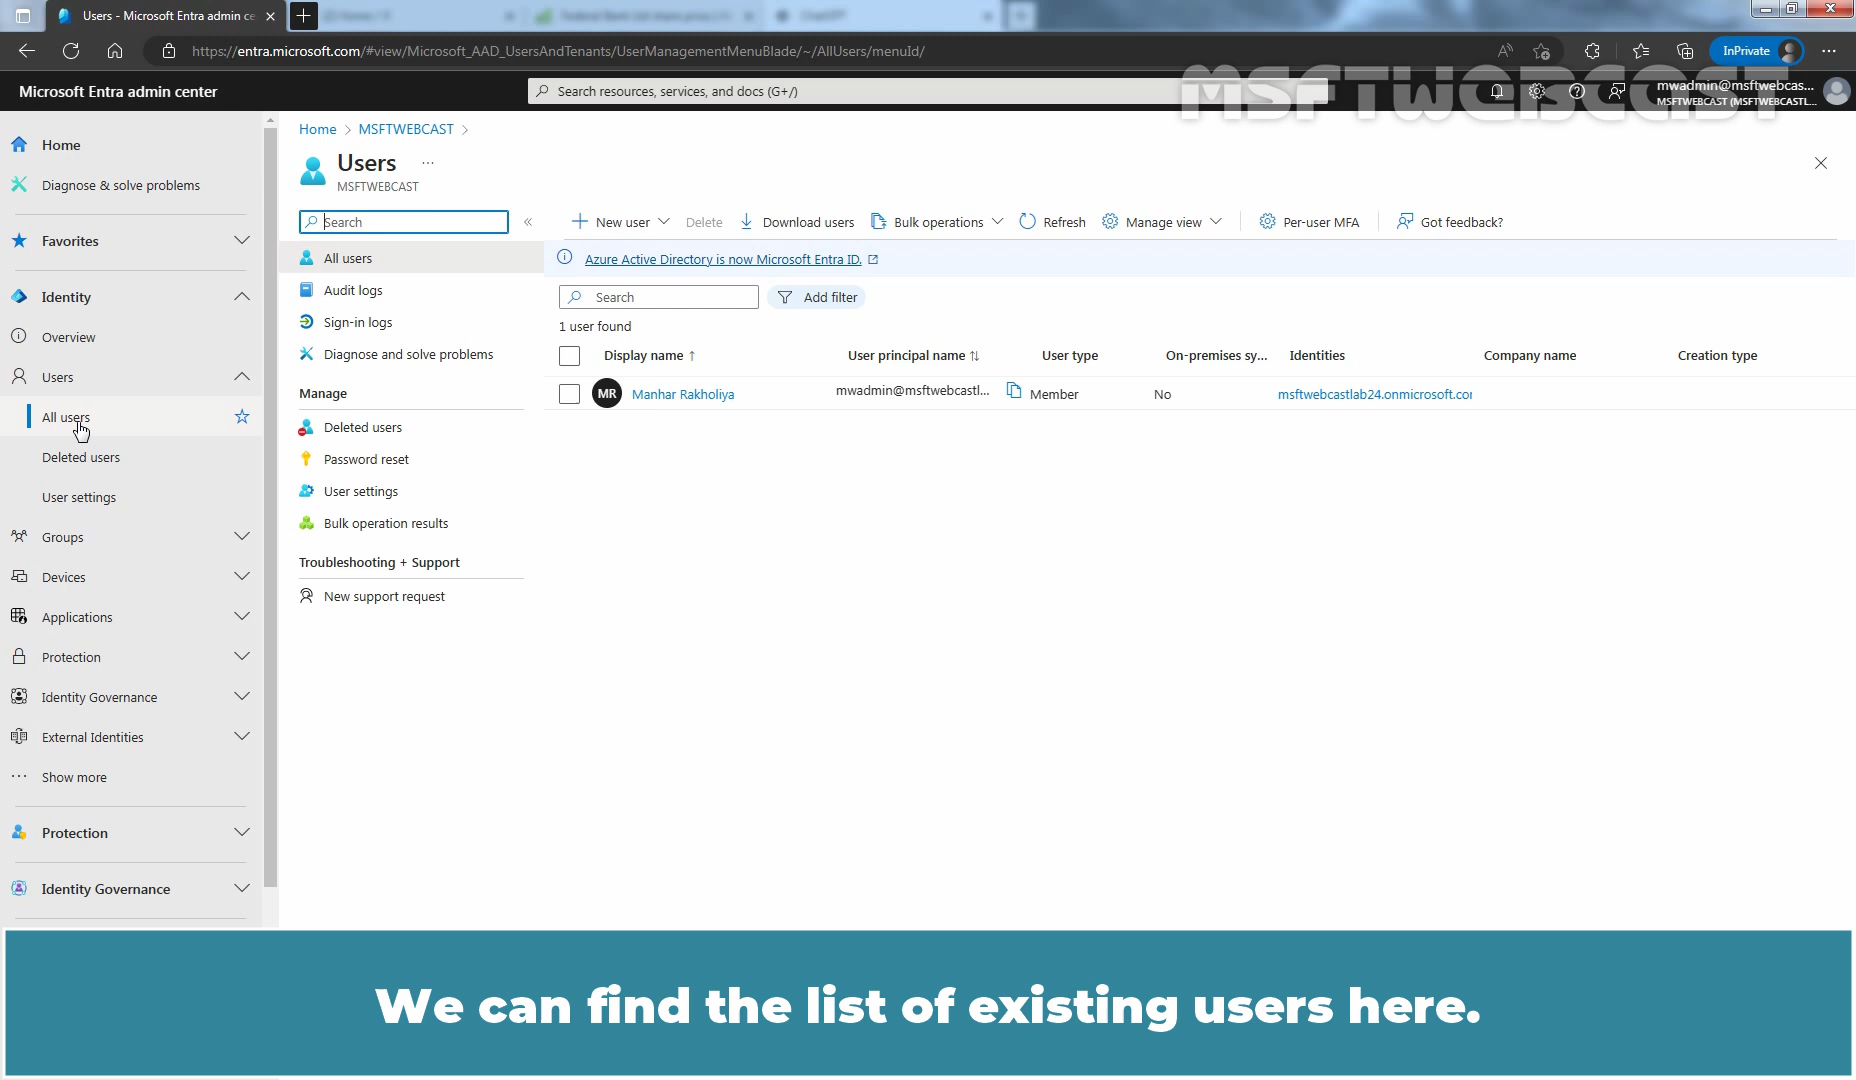 Users - Microsoft Entra admin ce
https://entra.microsoft.com/#view/Microsoft_AAD_UsersAndTenants/UserManagementMenuBlade/~/AllUsers/menuId/
InPrivate
Microsoft Entra admin center
Search resources, services, and docs (G+/)
MSFTWEBCAST
mwadmin@msftwebcas...
MSFTWEBCAST (MSFTWEBCASTL...
Home
Diagnose & solve problems
Favorites
Identity
Overview
Users
All users
Deleted users
User settings
Groups
Devices
Applications
Protection
Identity Governance
External Identities
Show more
Protection
Identity Governance
Home > MSFTWEBCAST >
Users ...
MSFTWEBCAST
Search
All users
Audit logs
Sign-in logs
Diagnose and solve problems
Manage
Deleted users
Password reset
User settings
Bulk operation results
Troubleshooting + Support
New support request
New user Delete Download users Bulk operations Refresh Manage view Per-user MFA Got feedback?
Azure Active Directory is now Microsoft Entra ID.
Search Add filter
1 user found
Display name ↑ User principal name ↑↓ User type On-premises sy... Identities Company name Creation type
MR Manhar Rakholiya mwadmin@msftwebcastl... Member No msftwebcastlab24.onmicrosoft.cor
We can find the list of existing users here.